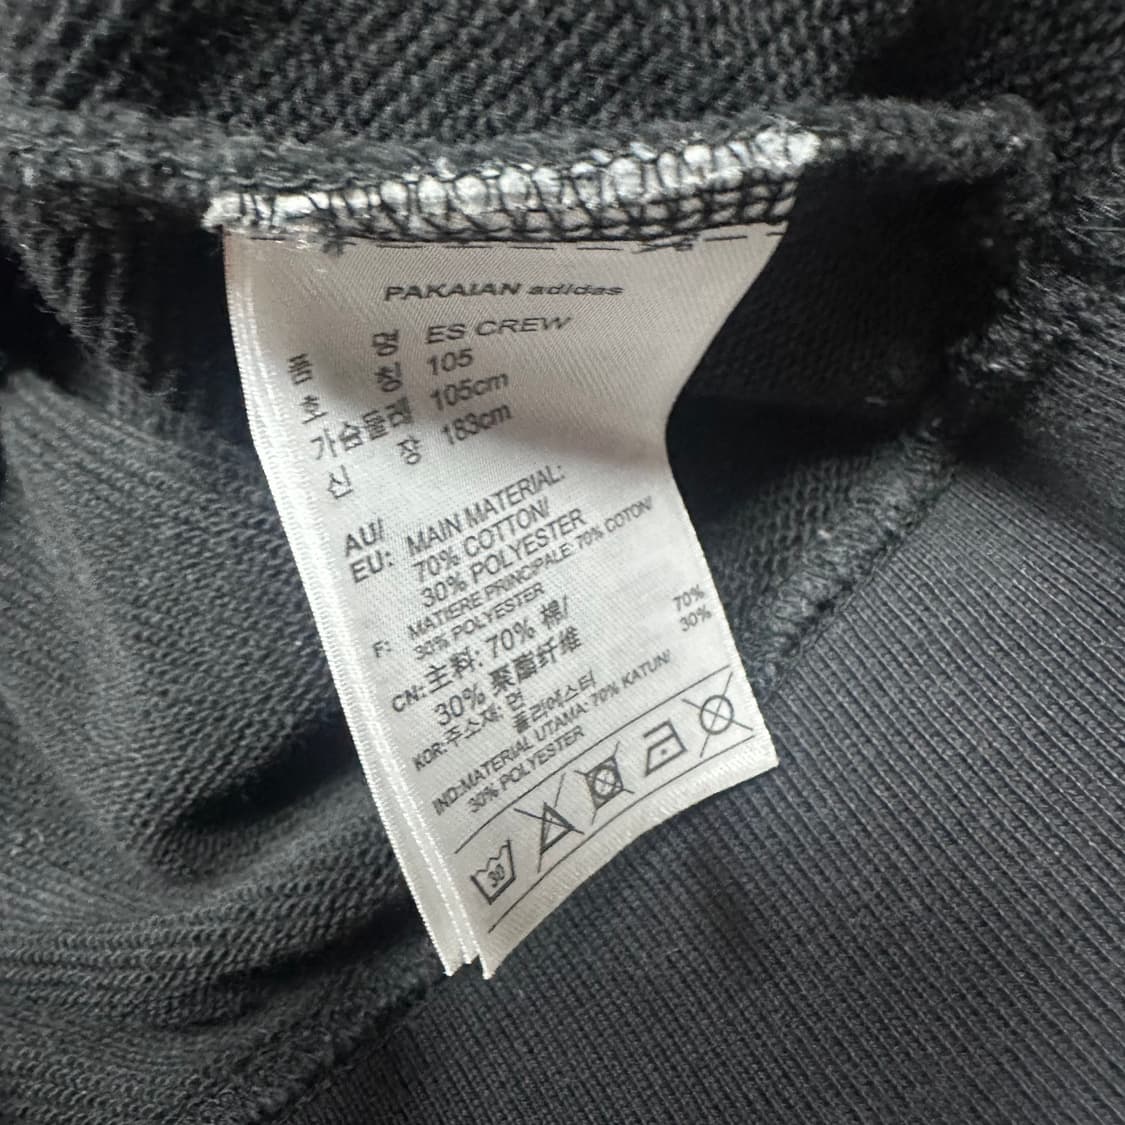 PAKAIAN adidas
품 명 ES CREW
호 칭 105
가슴둘레 105cm
신 장 183cm
AU/
EU: MAIN MATERIAL:
70% COTTON/
30% POLYESTER
F: MATIERE PRINCIPALE: 70% COTON/
30% POLYESTER
CN: 主料: 70% 棉/
30% 聚酯纤维
KOR: 주소재: 면 70%
폴리에스터 30%
IND:MATERIAL UTAMA: 70% KATUN/
30% POLYESTER
30